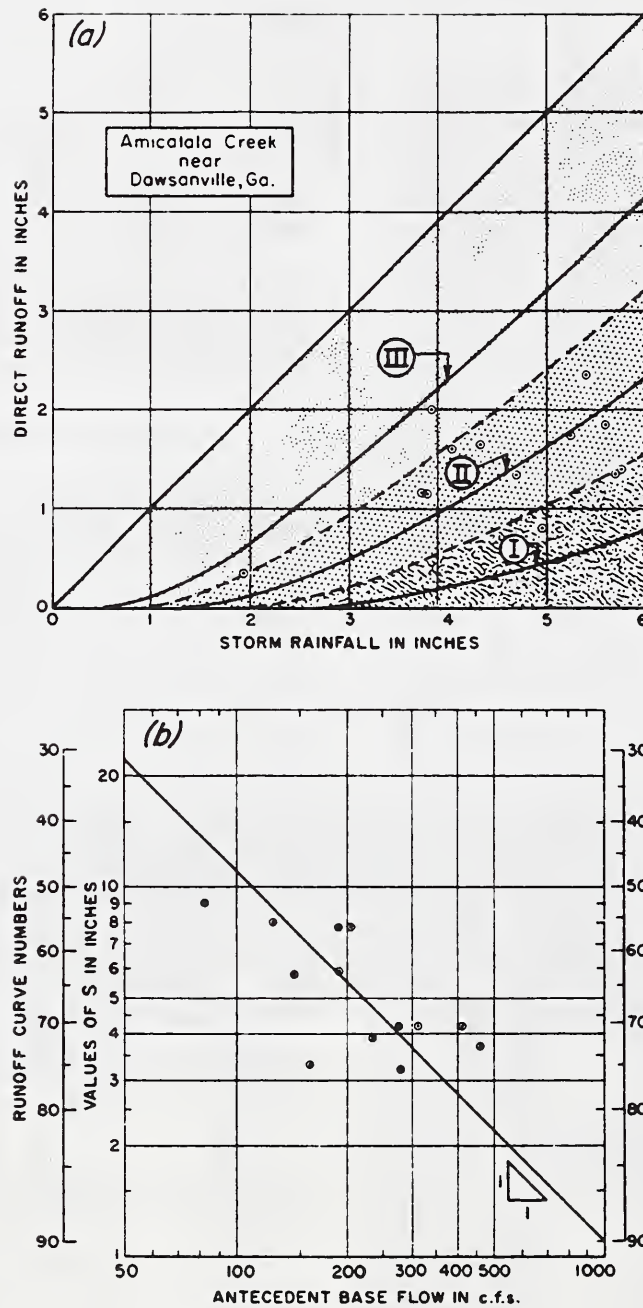 (a)
6
5
4
3
2
1
0
DIRECT RUNOFF IN INCHES
Amicalala Creek
near
Dawsanville, Ga.
III
II
I
0 1 2 3 4 5 6
STORM RAINFALL IN INCHES
(b)
RUNOFF CURVE NUMBERS
30
40
50
60
70
80
90
VALUES OF S IN INCHES
20
10
9
8
7
6
5
4
3
2
1
30
40
50
60
70
80
90
1
1
50 100 200 300 400 500 1000
ANTECEDENT BASE FLOW IN c.f.s.